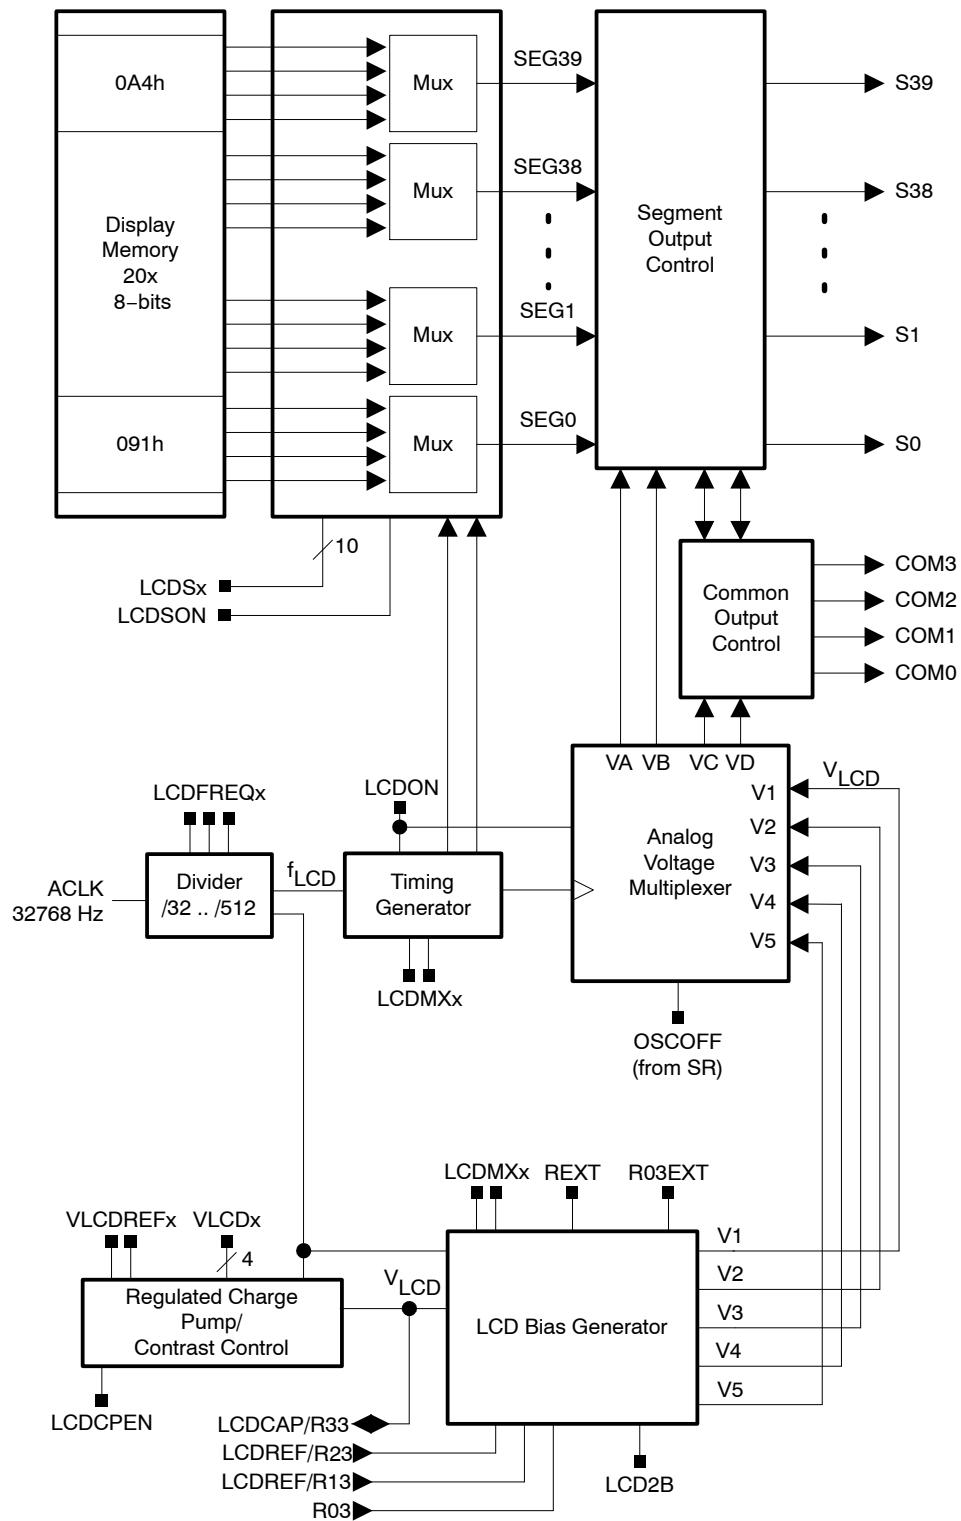 0A4h
Display
Memory
20x
8−bits
091h
Mux
Mux
Mux
Mux
SEG39
SEG38
SEG1
SEG0
Segment
Output
Control
S39
S38
S1
S0
10
LCDSx
LCDSON
Common
Output
Control
COM3
COM2
COM1
COM0
VA VB VC VD
VLCD
V1
V2
V3
V4
V5
Analog
Voltage
Multiplexer
LCDON
LCDFREQx
ACLK
32768 Hz
Divider
/32 .. /512
fLCD
Timing
Generator
LCDMXx
OSCOFF
(from SR)
LCDMXx REXT R03EXT
VLCDREFx VLCDx
4
Regulated Charge
Pump/
Contrast Control
VLCD
LCD Bias Generator
V1
V2
V3
V4
V5
LCDCPEN
LCDCAP/R33
LCDREF/R23
LCDREF/R13
R03
LCD2B